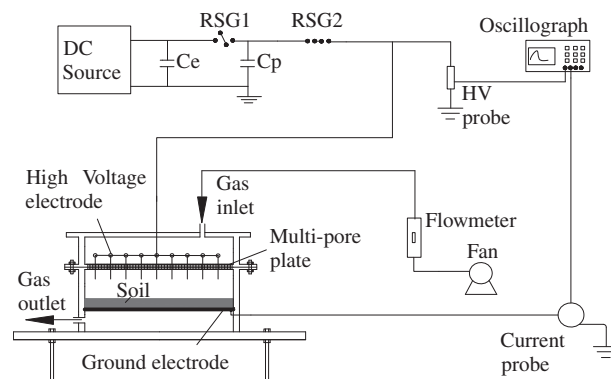 RSG1
RSG2
Oscillograph
DC
Source
Ce
Cp
HV
probe
High Voltage
electrode
Gas
inlet
Flowmeter
Multi-pore
plate
Fan
Gas
outlet
Soil
Ground electrode
Current
probe